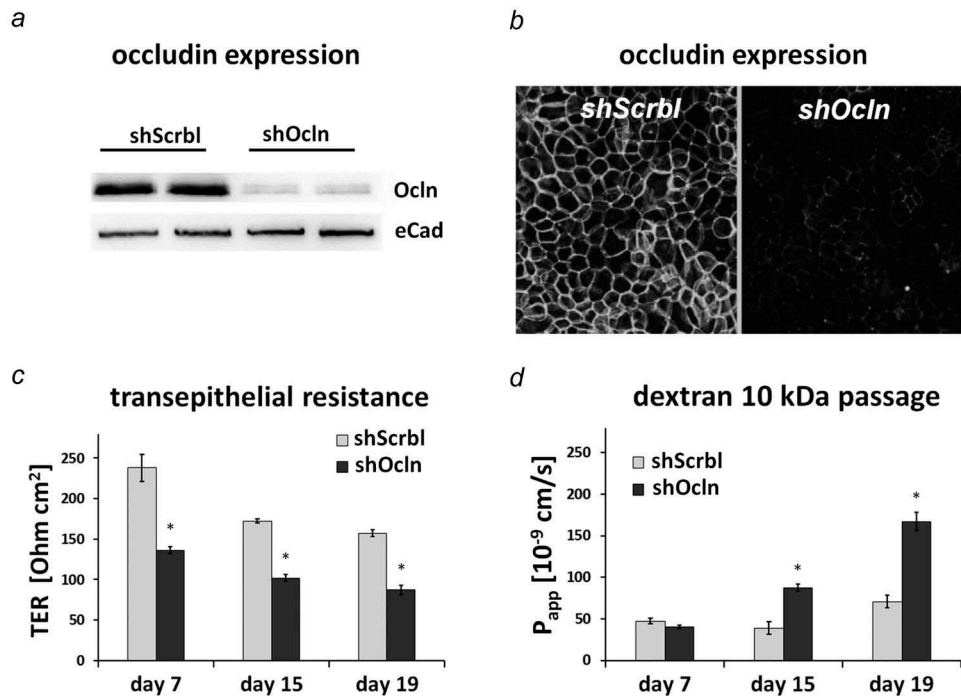 a
occludin expression
shScrbl shOcln
Ocln
eCad
b
occludin expression
shScrbl shOcln
c
transepithelial resistance
TER [Ohm cm2]
250
200
150
100
50
0
shScrbl
shOcln
*
*
*
day 7 day 15 day 19
d
dextran 10 kDa passage
Papp [10-9 cm/s]
250
200
150
100
50
0
shScrbl
shOcln
*
*
day 7 day 15 day 19